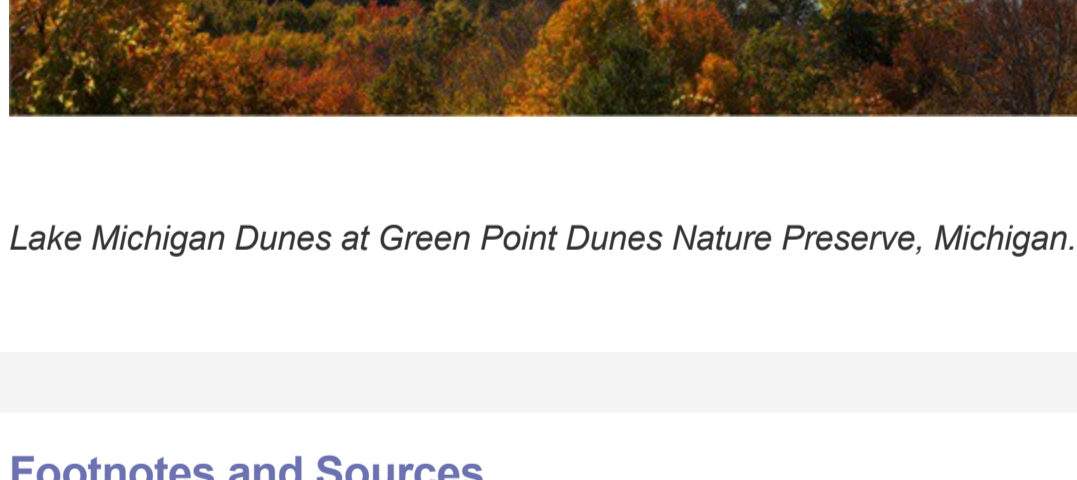 Lake Michigan Dunes at Green Point Dunes Nature Preserve, Michigan.
Footnotes and Sources